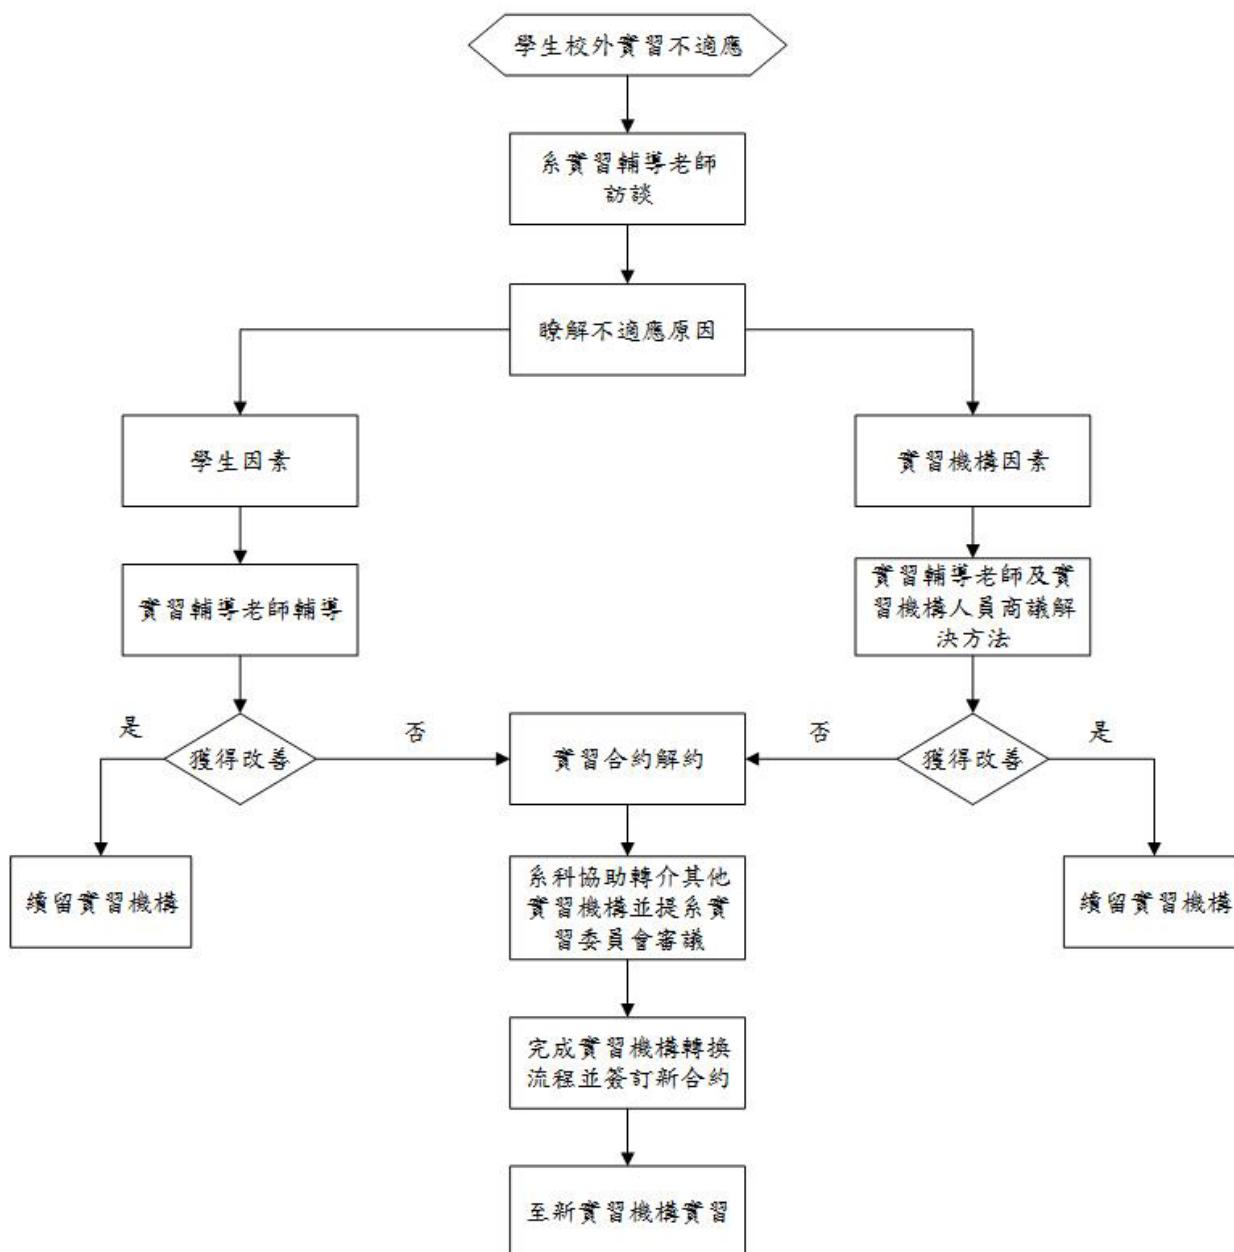 學生校外實習不適應
系實習輔導老師
訪談
瞭解不適應原因
學生因素
實習機構因素
實習輔導老師輔導
實習輔導老師及實
習機構人員商議解
決方法
是
獲得改善
否
實習合約解約
否
獲得改善
是
續留實習機構
系科協助轉介其他
實習機構並提系實
習委員會審議
續留實習機構
完成實習機構轉換
流程並簽訂新合約
至新實習機構實習